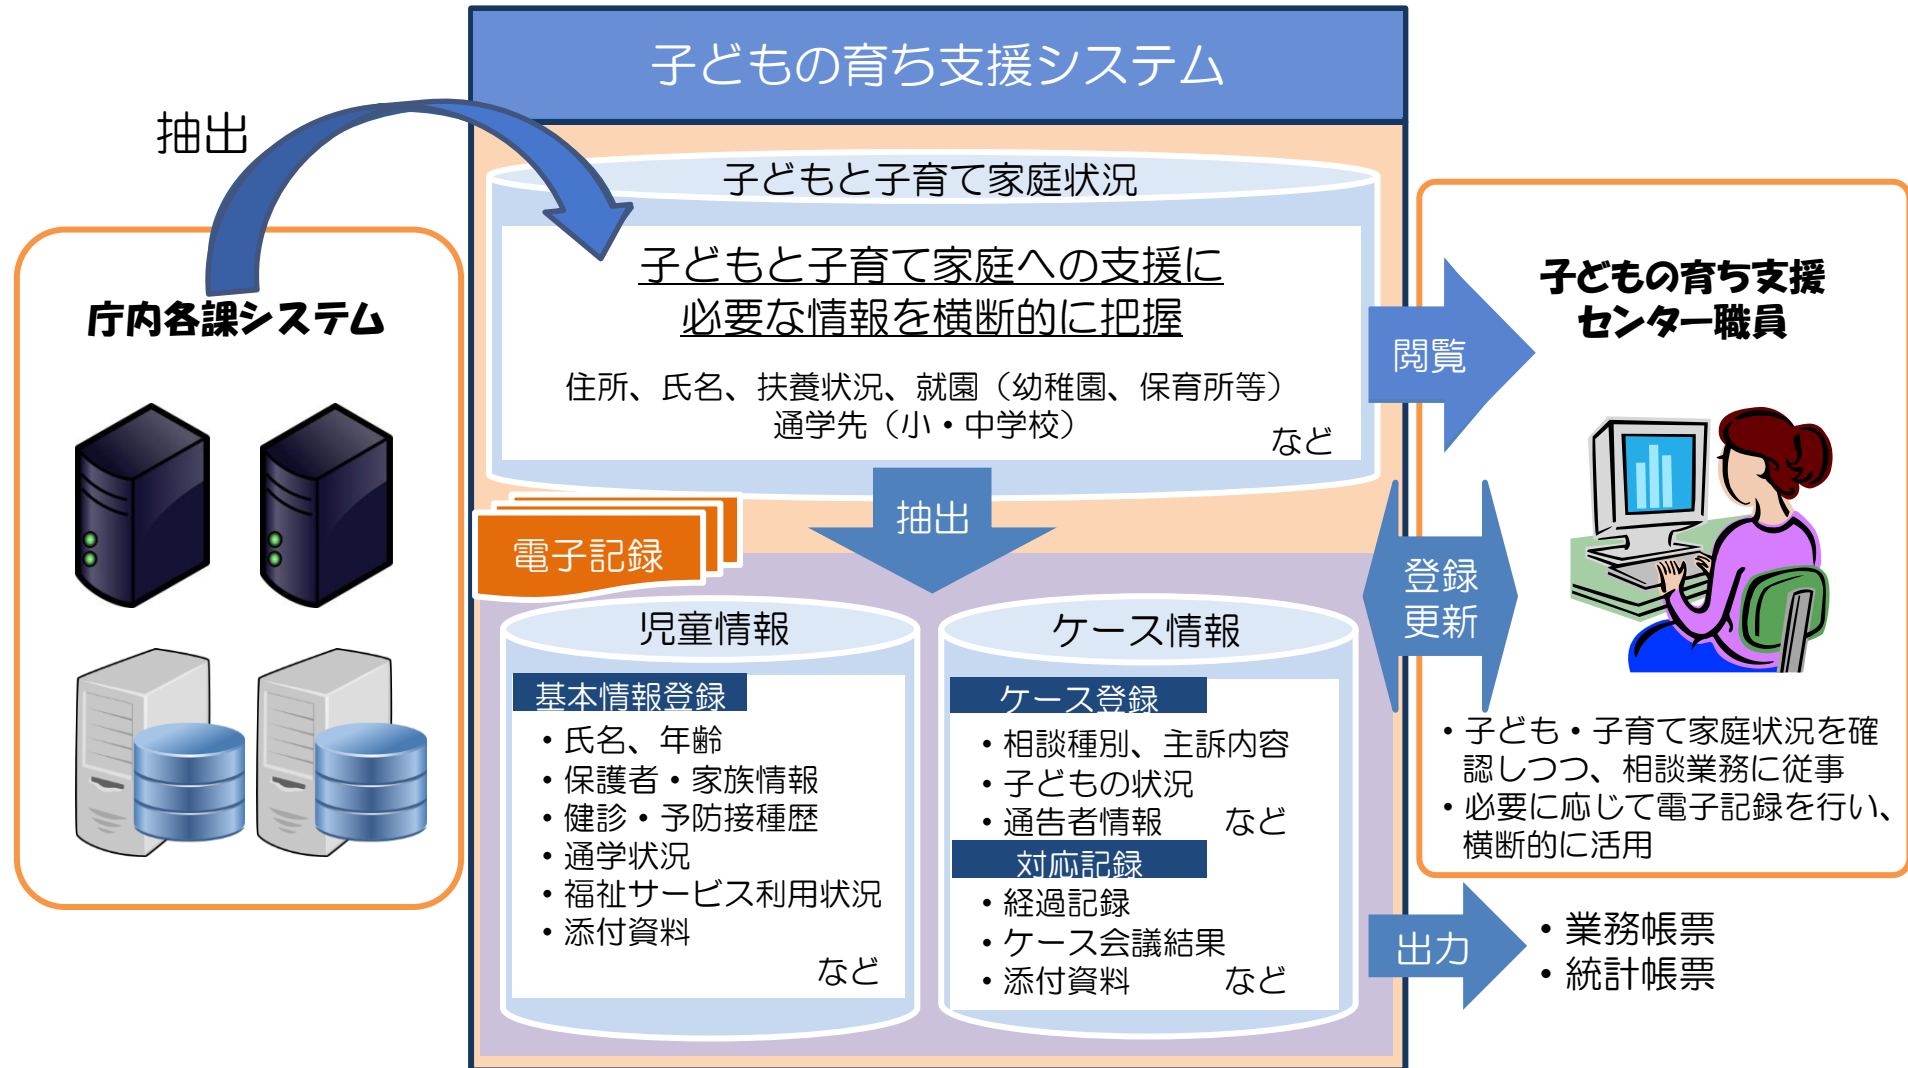 子どもの育ち支援システム
抽出
子どもと子育て家庭状況
子どもと子育て家庭への支援に
必要な情報を横断的に把握
住所、氏名、扶養状況、就園（幼稚園、保育所等）
通学先（小・中学校）
など
庁内各課システム
閲覧
子どもの育ち支援
センター職員
抽出
電子記録
登録
更新
児童情報
基本情報登録
・氏名、年齢
・保護者・家族情報
・健診・予防接種歴
・通学状況
・福祉サービス利用状況
・添付資料
など
ケース情報
ケース登録
・相談種別、主訴内容
・子どもの状況
・通告者情報 など
対応記録
・経過記録
・ケース会議結果
・添付資料 など
・子ども・子育て家庭状況を確
認しつつ、相談業務に従事
・必要に応じて電子記録を行い、
横断的に活用
出力
・業務帳票
・統計帳票